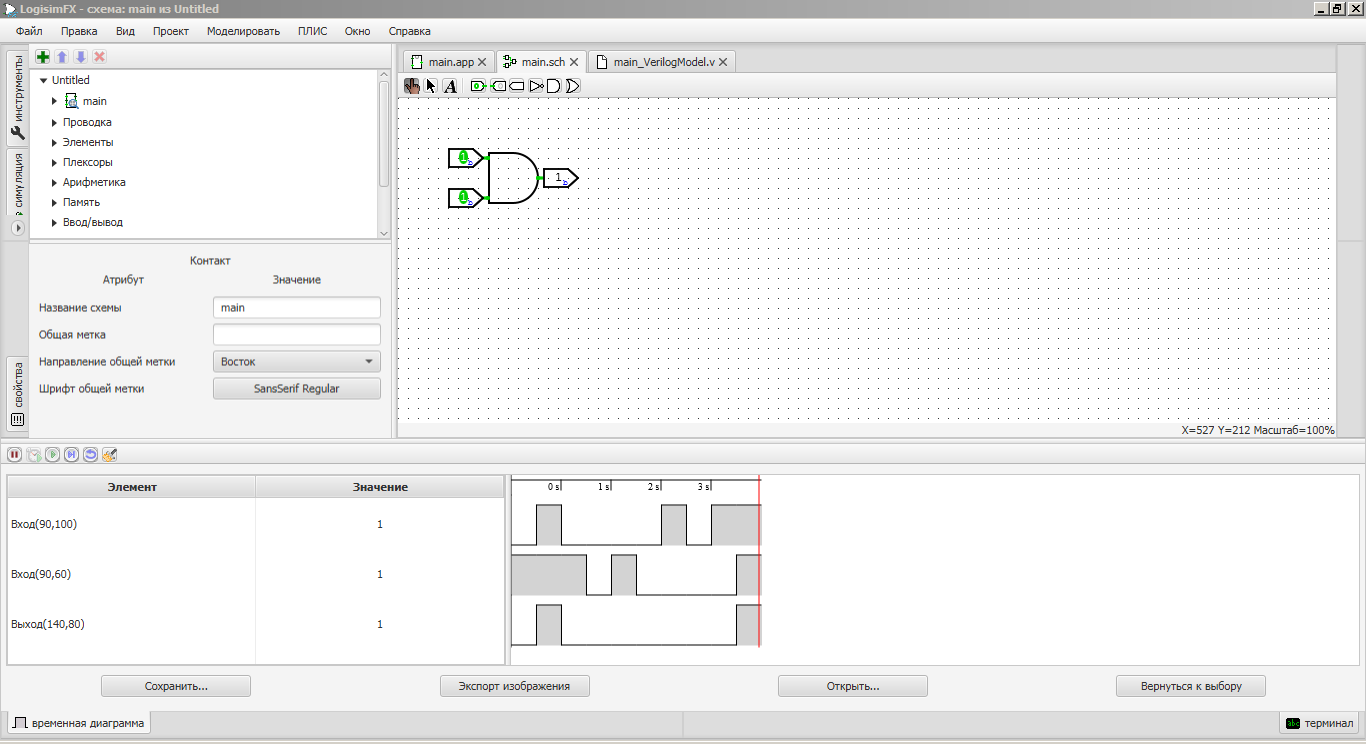 LogisimFX - схема: main из Untitled
Файл Правка Вид Проект Моделировать ПЛИС Окно Справка
инструменты
симуляция
свойства
Untitled
main
Проводка
Элементы
Плексоры
Арифметика
Память
Ввод/вывод
main.app main.sch main_VerilogModel.v
A
1
1
1
Контакт
Атрибут Значение
Название схемы main
Общая метка
Направление общей метки Восток
Шрифт общей метки SansSerif Regular
X=527 Y=212 Масштаб=100%
Элемент Значение
0 s 1 s 2 s 3 s
Вход(90,100) 1
Вход(90,60) 1
Выход(140,80) 1
Сохранить... Экспорт изображения Открыть... Вернуться к выбору
временная диаграмма abc терминал